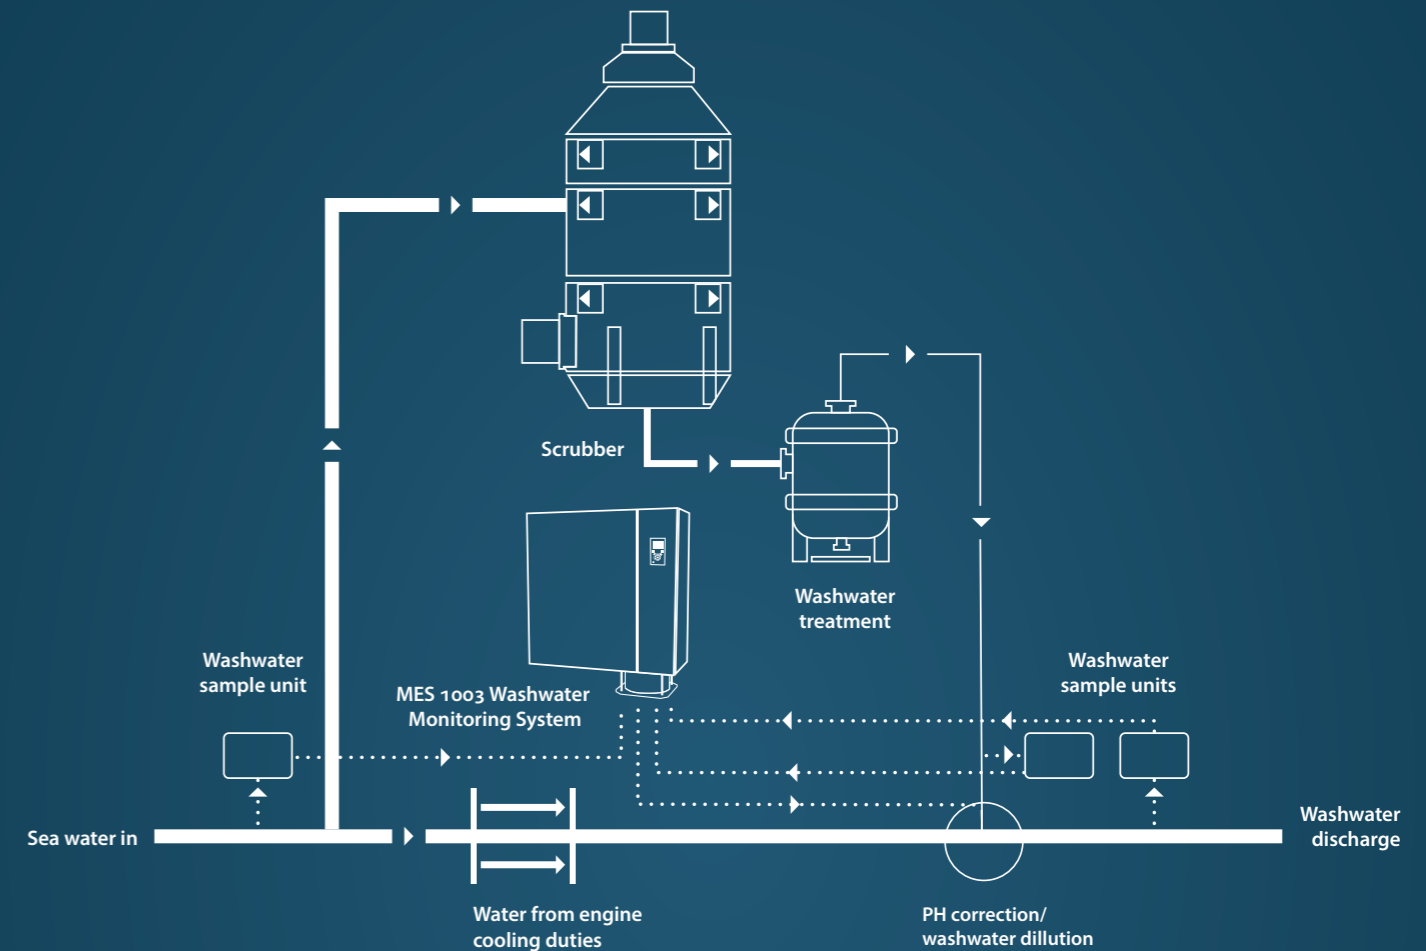 Scrubber
Washwater
treatment
Washwater
sample unit
MES 1003 Washwater
Monitoring System
Washwater
sample units
Sea water in
Washwater
discharge
Water from engine
cooling duties
PH correction/
washwater dillution